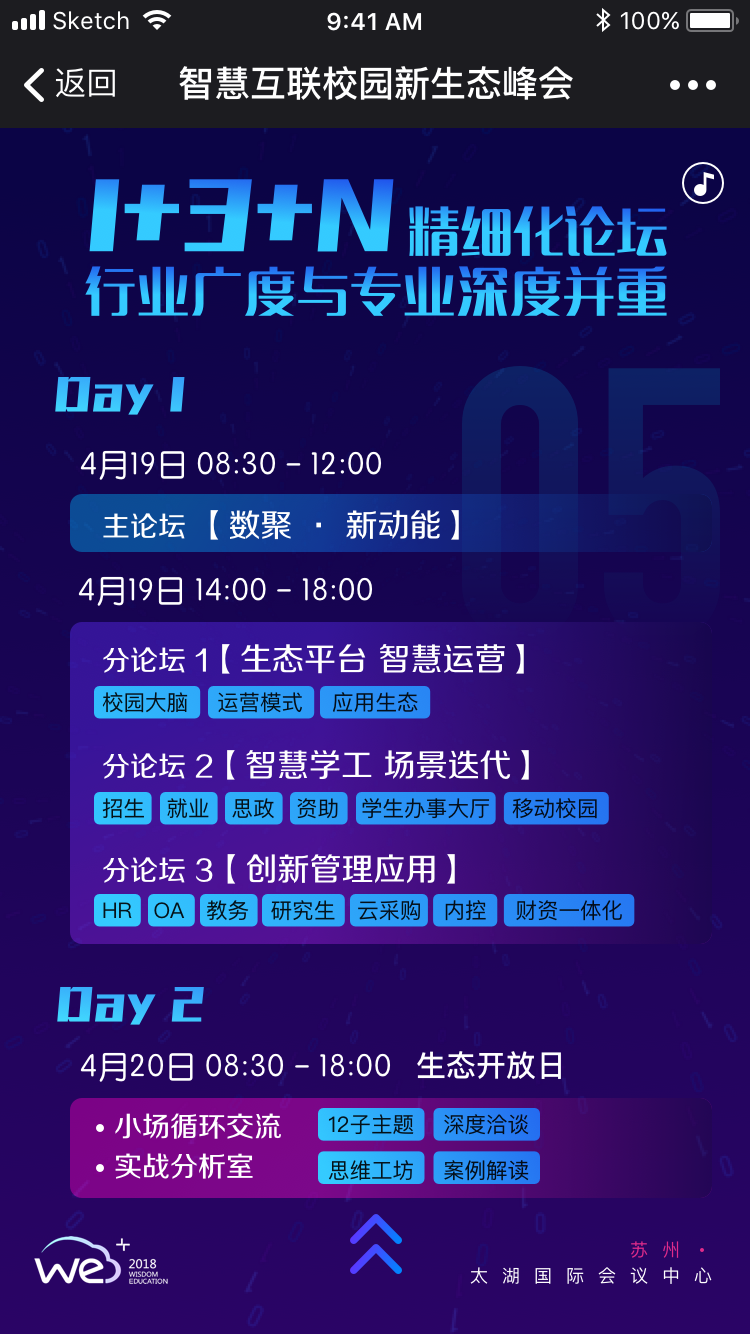 Sketch 9:41 AM 100%
返回 智慧互联校园新生态峰会
1+3+N 精细化论坛
行业广度与专业深度并重
05
Day 1
4月19日 08:30 – 12:00
主论坛 【 数聚 · 新动能 】
4月19日 14:00 – 18:00
分论坛 1【 生态平台 智慧运营 】
校园大脑 运营模式 应用生态
分论坛 2【 智慧学工 场景迭代 】
招生 就业 思政 资助 学生办事大厅 移动校园
分论坛 3【 创新管理应用 】
HR OA 教务 研究生 云采购 内控 财资一体化
Day 2
4月20日 08:30 – 18:00 生态开放日
• 小场循环交流 12子主题 深度洽谈
• 实战分析室 思维工坊 案例解读
we+ 2018 WISDOM EDUCATION
苏州 ·
太湖国际会议中心